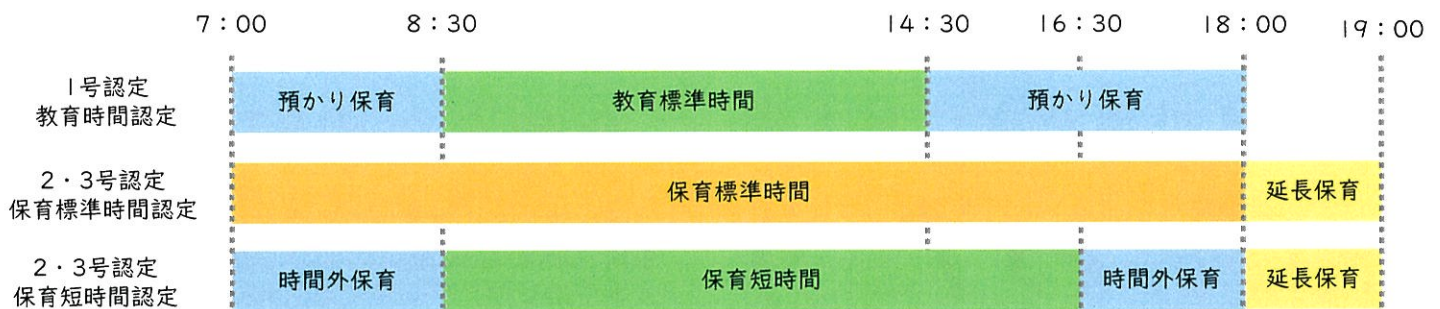 7：00 8：30 14：30 16：30 18：00 19：00
1号認定
教育時間認定
預かり保育 教育標準時間 預かり保育
2・3号認定
保育標準時間認定
保育標準時間 延長保育
2・3号認定
保育短時間認定
時間外保育 保育短時間 時間外保育 延長保育